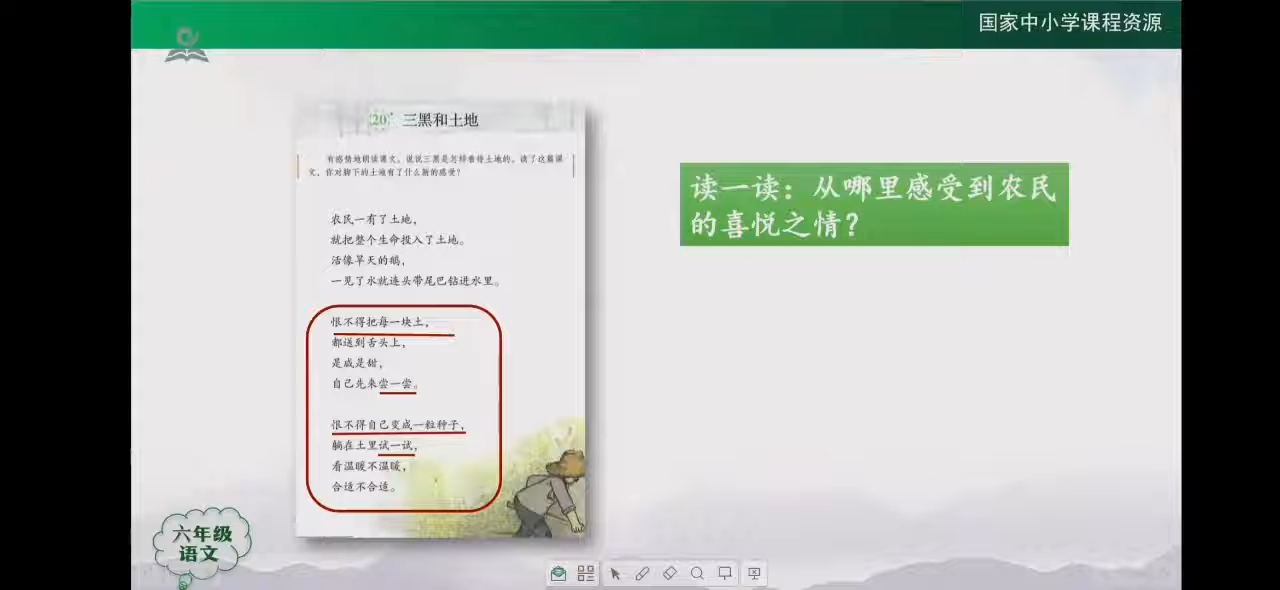 国家中小学课程资源
20* 三黑和土地
有感情地朗读课文，说说三黑是怎样看待土地的。读了这篇课
文，你对脚下的土地有了什么新的感受？
农民一有了土地，
就把整个生命投入了土地。
活像旱天的鹅，
一见了水就连头带尾巴钻进水里。
恨不得把每一块土，
都送到舌头上，
是咸是甜，
自己先来尝一尝。
恨不得自己变成一粒种子，
躺在土里试一试，
看温暖不温暖，
合适不合适。
读一读：从哪里感受到农民
的喜悦之情？
六年级
语文